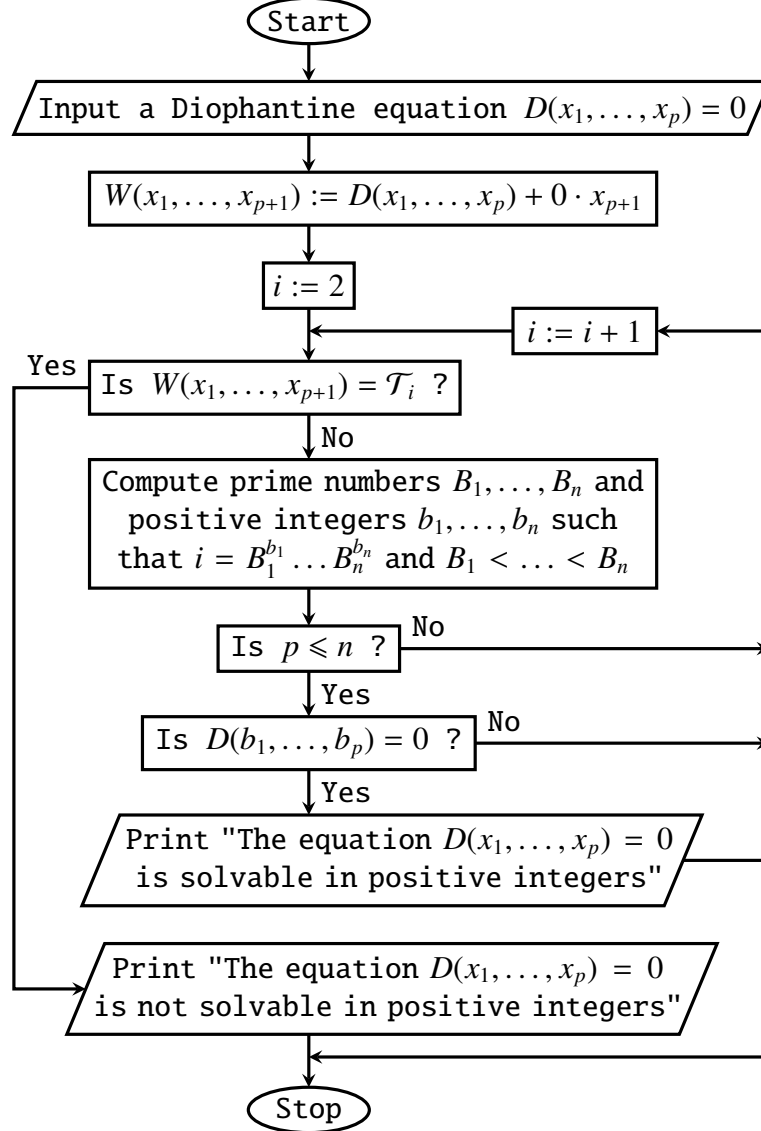 Start
Input a Diophantine equation D(x₁, . . . , xₚ) = 0
W(x₁, . . . , xₚ₊₁) := D(x₁, . . . , xₚ) + 0 · xₚ₊₁
i := 2
i := i + 1
Yes
Is W(x₁, . . . , xₚ₊₁) = 𝒯ᵢ ?
No
Compute prime numbers B₁, . . . , Bₙ and
positive integers b₁, . . . , bₙ such
that i = B₁^{b₁} . . . Bₙ^{bₙ} and B₁ < . . . < Bₙ
Is p ⩽ n ?
No
Yes
Is D(b₁, . . . , bₚ) = 0 ?
No
Yes
Print "The equation D(x₁, . . . , xₚ) = 0
is solvable in positive integers"
Print "The equation D(x₁, . . . , xₚ) = 0
is not solvable in positive integers"
Stop